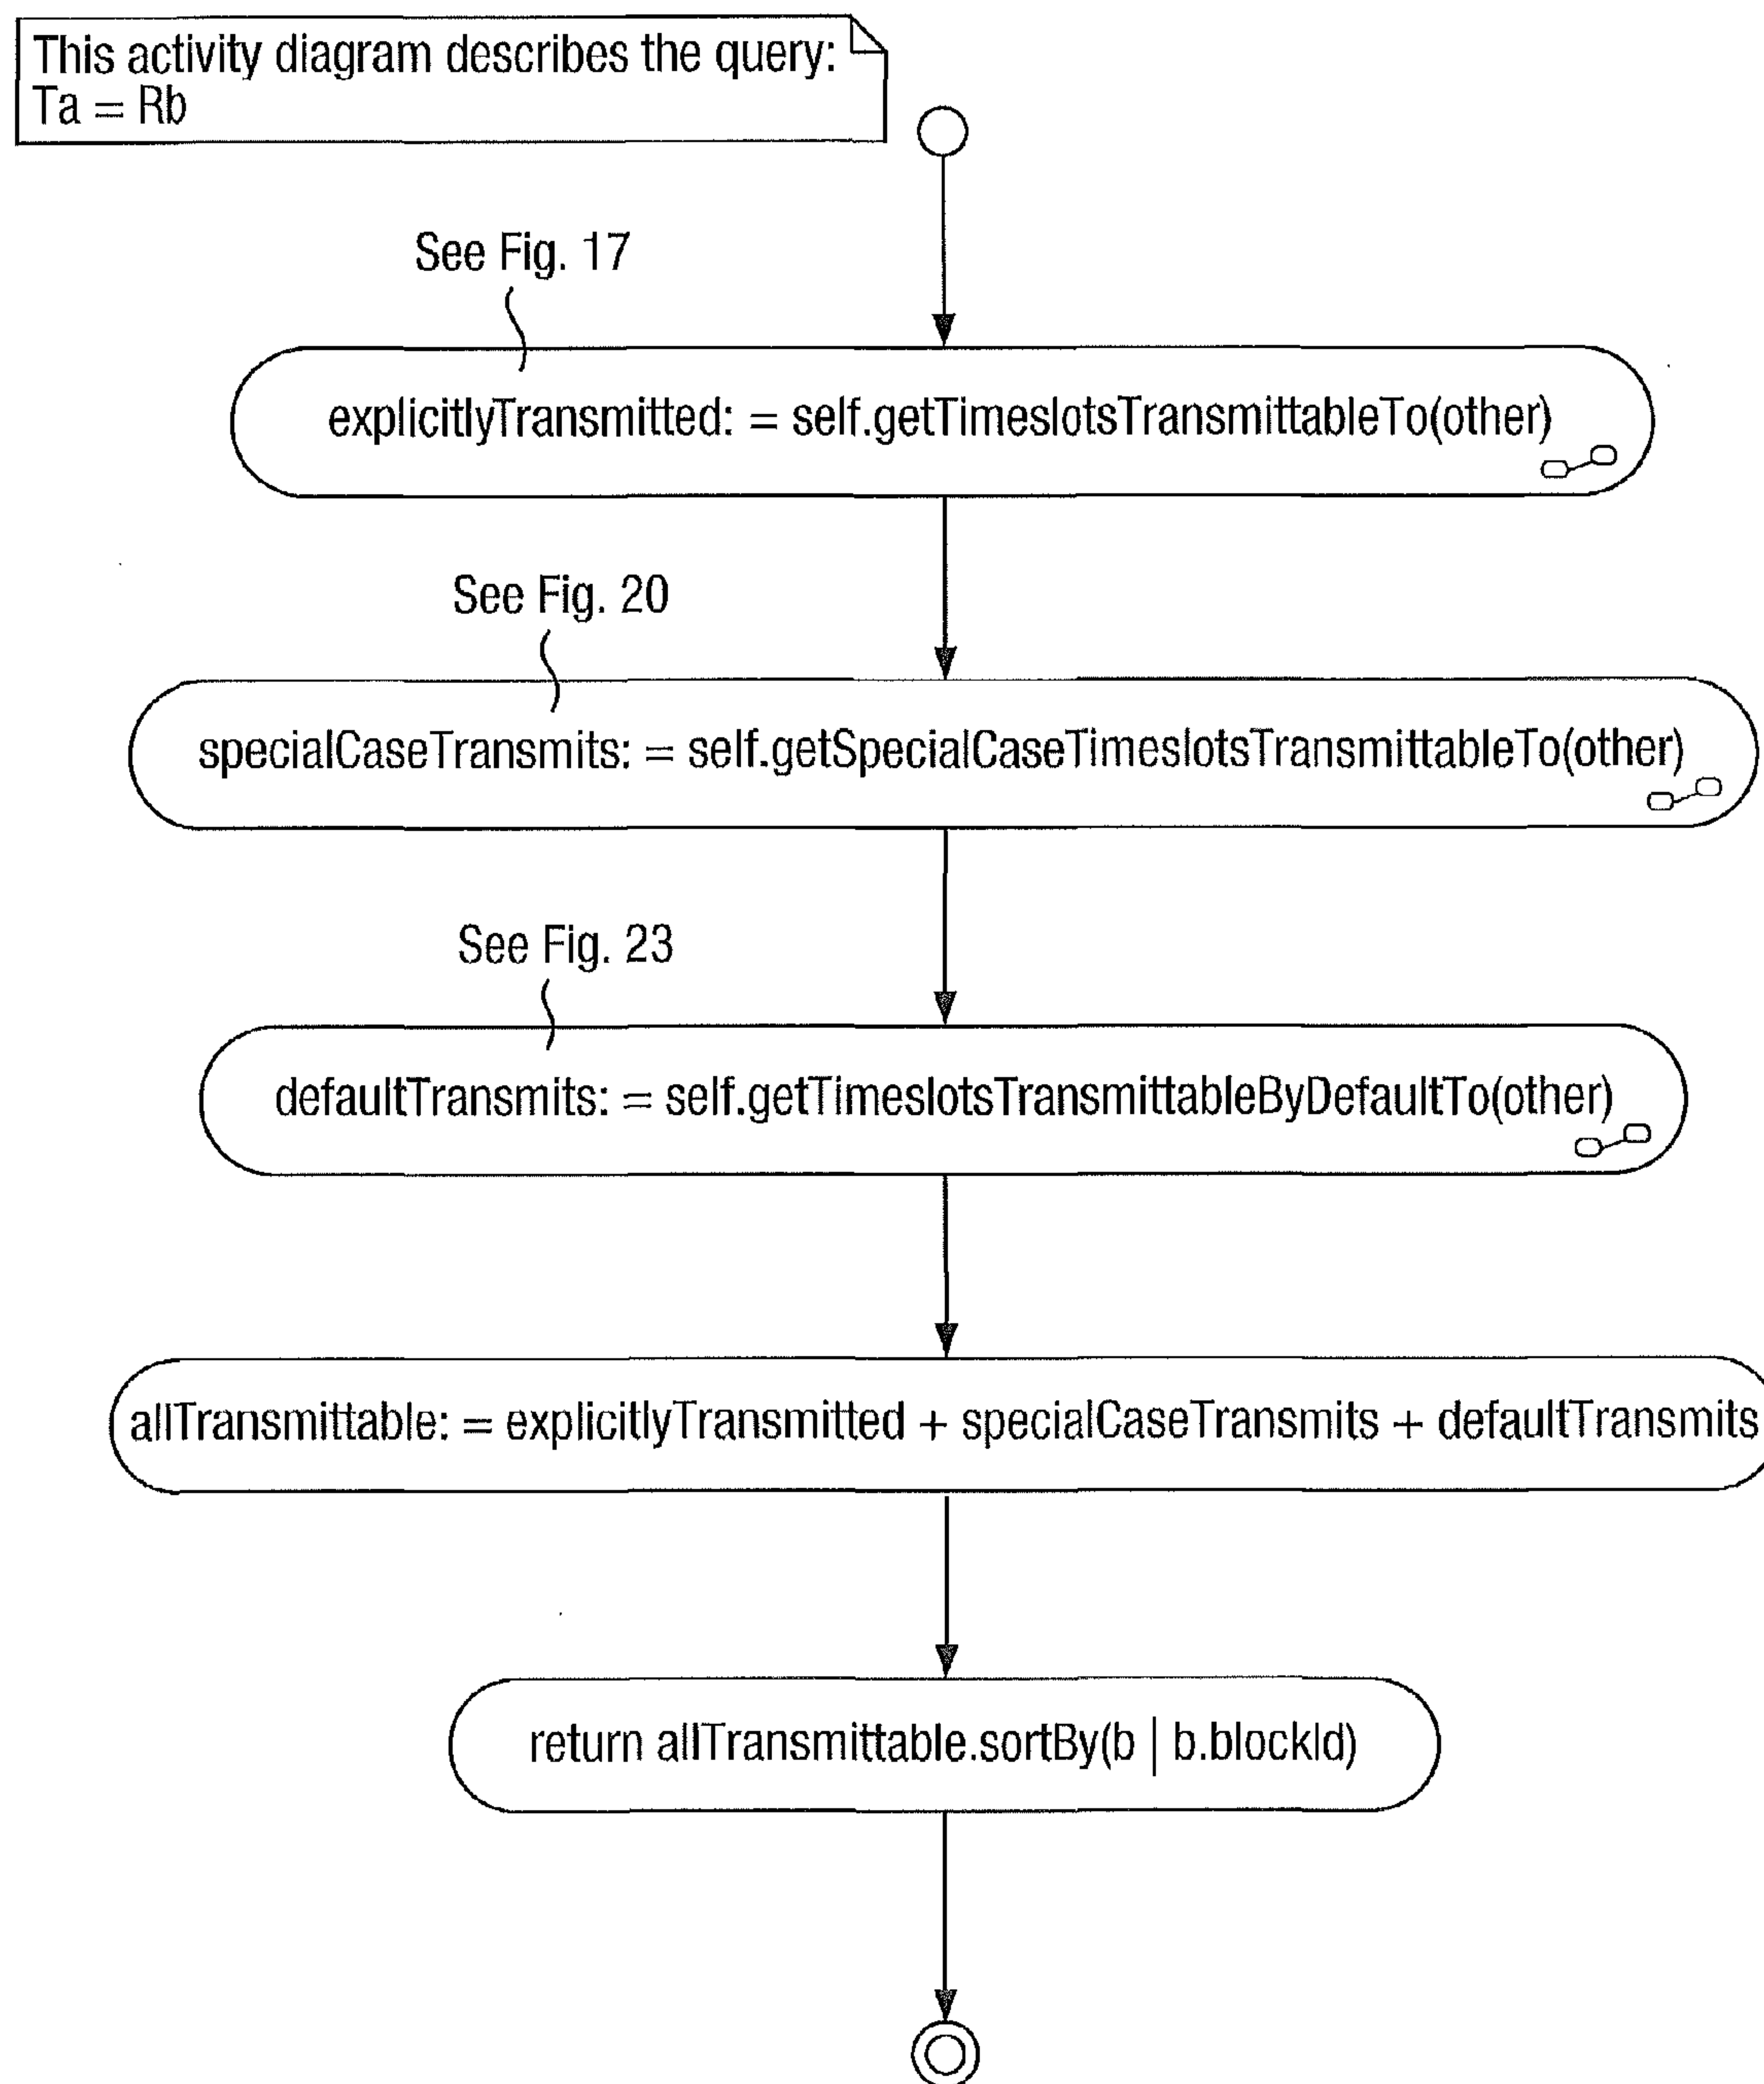 This activity diagram describes the query:
Ta = Rb
See Fig. 17
explicitlyTransmitted: = self.getTimeslotsTransmittableTo(other)
See Fig. 20
specialCaseTransmits: = self.getSpecialCaseTimeslotsTransmittableTo(other)
See Fig. 23
defaultTransmits: = self.getTimeslotsTransmittableByDefaultTo(other)
allTransmittable: = explicitlyTransmitted + specialCaseTransmits + defaultTransmits
return allTransmittable.sortBy(b | b.blockId)